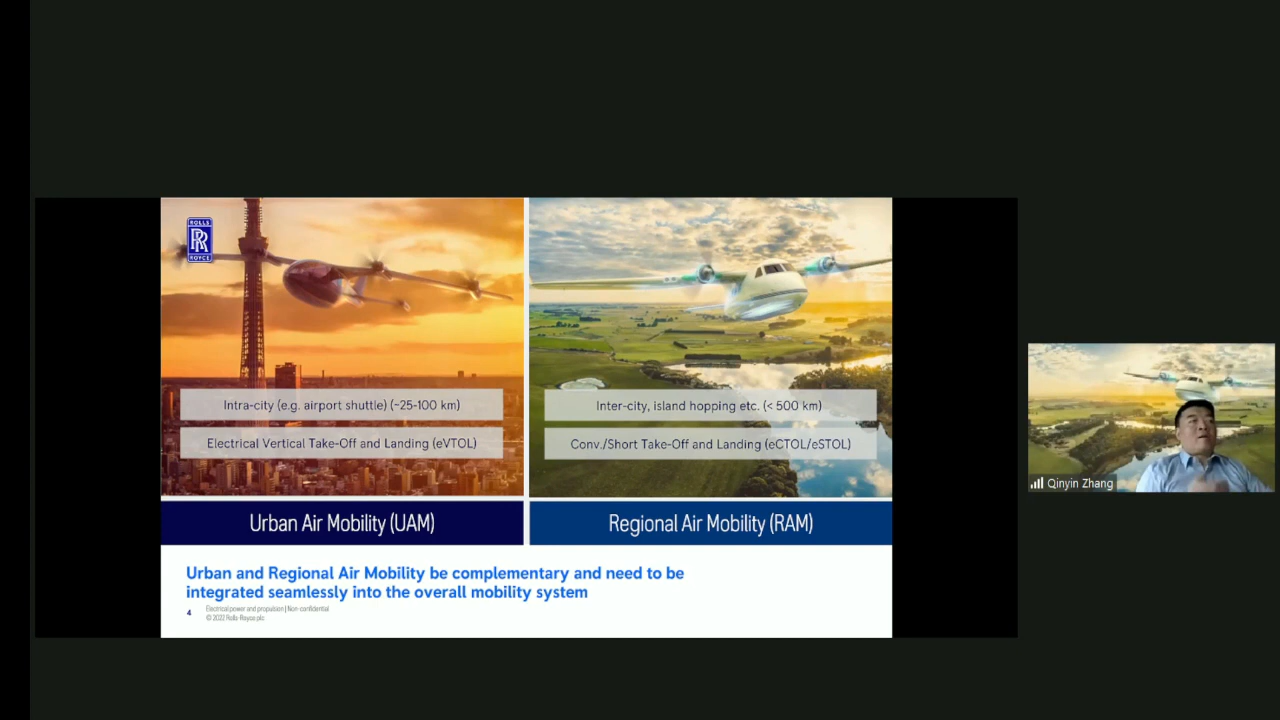 ROLLS
RR
ROYCE
Intra-city (e.g. airport shuttle) (~25-100 km)
Electrical Vertical Take-Off and Landing (eVTOL)
Urban Air Mobility (UAM)
Inter-city, island hopping etc. (< 500 km)
Conv./Short Take-Off and Landing (eCTOL/eSTOL)
Regional Air Mobility (RAM)
Urban and Regional Air Mobility be complementary and need to be
integrated seamlessly into the overall mobility system
4
Electrical power and propulsion | Non-confidential
© 2022 Rolls-Royce plc
Qinyin Zhang